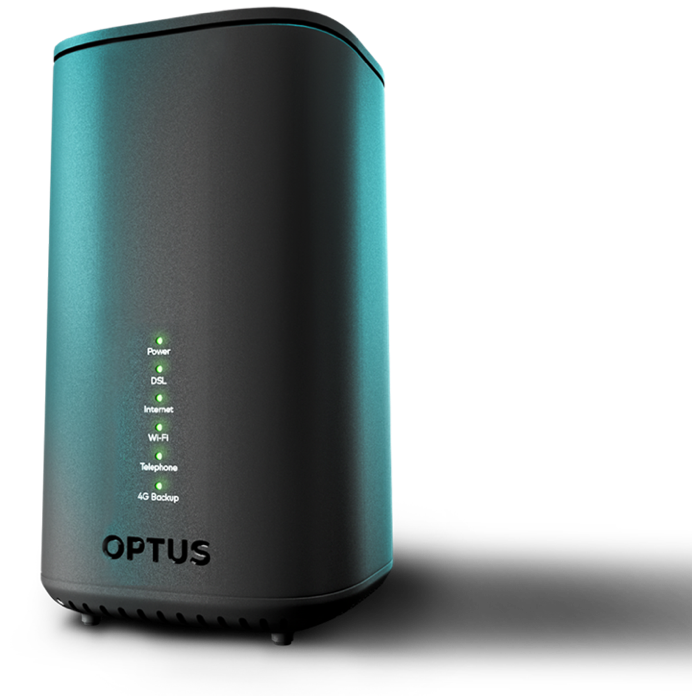 Power
DSL
Internet
Wi-Fi
Telephone
4G Backup
OPTUS